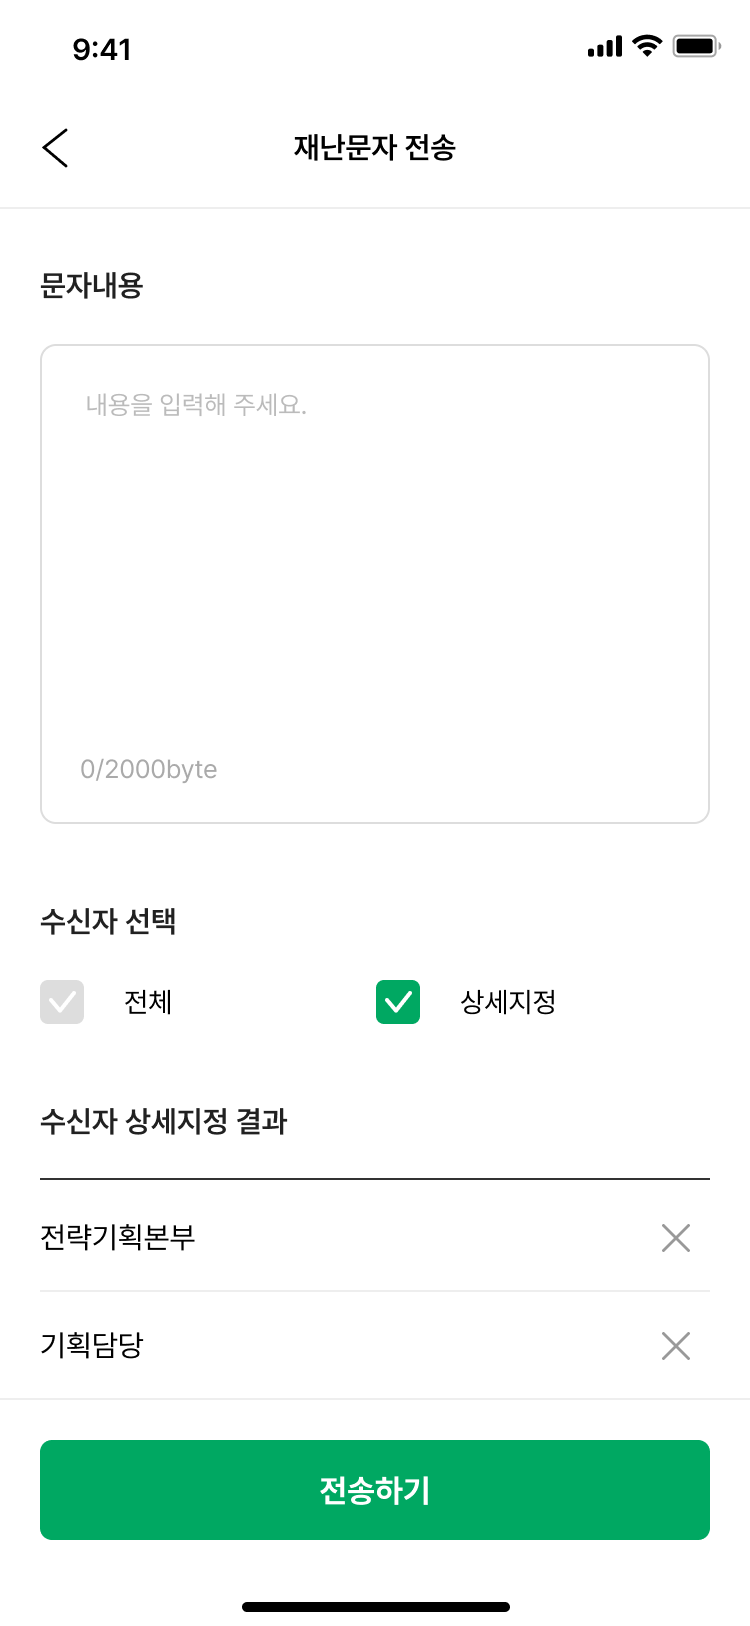 9:41
재난문자 전송
문자내용
내용을 입력해 주세요.
0/2000byte
수신자 선택
전체
상세지정
수신자 상세지정 결과
전략기획본부
기획담당
전송하기